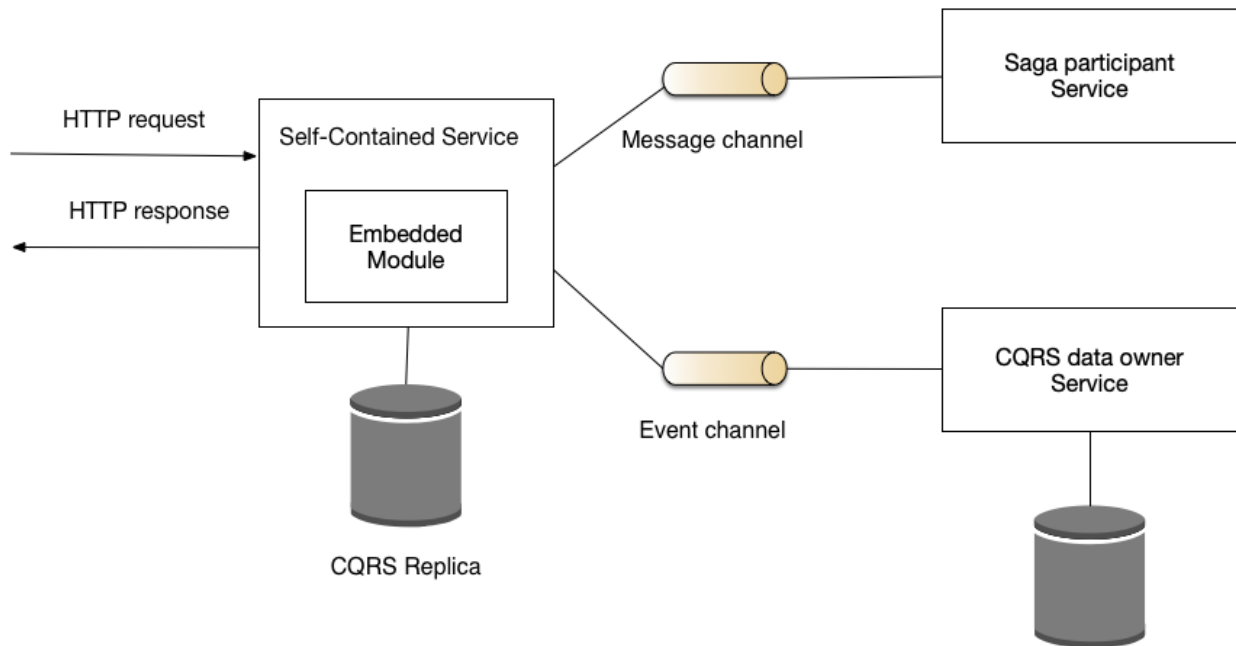 HTTP request
HTTP response
Self-Contained Service
Embedded
Module
CQRS Replica
Message channel
Event channel
Saga participant
Service
CQRS data owner
Service